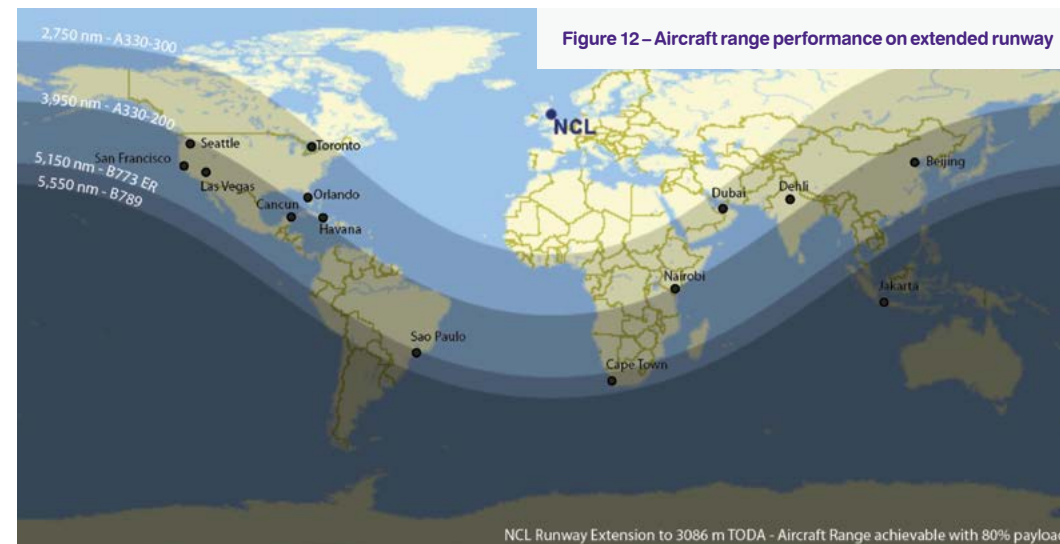 Figure 12 – Aircraft range performance on extended runway
2,750 nm - A330-300
3,950 nm - A330-200
5,150 nm - B773 ER
5,550 nm - B789
NCL
Seattle
Toronto
San Francisco
Las Vegas
Orlando
Cancun
Havana
Beijing
Dubai
Dehli
Nairobi
Jakarta
Sao Paulo
Cape Town
NCL Runway Extension to 3086 m TODA - Aircraft Range achievable with 80% payloa